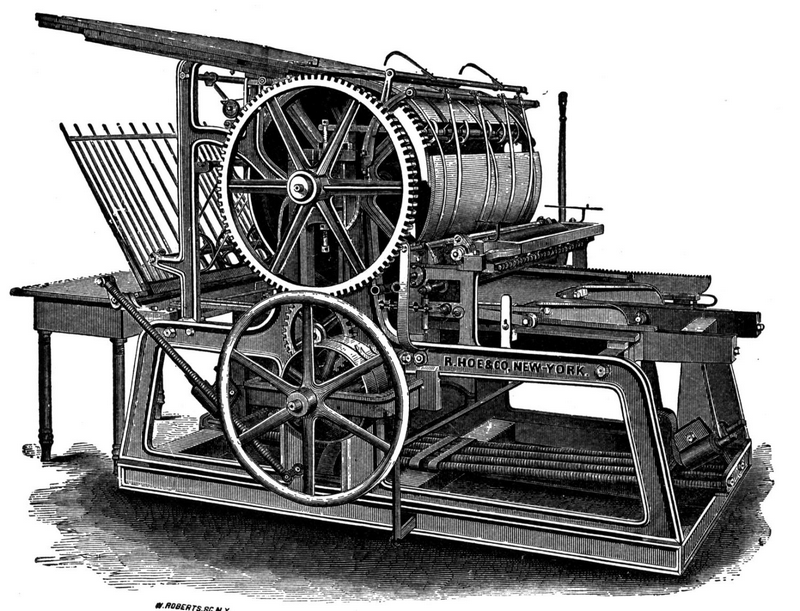 R. HOE & CO. NEW-YORK.
W. ROBERTS. SC. N.Y.